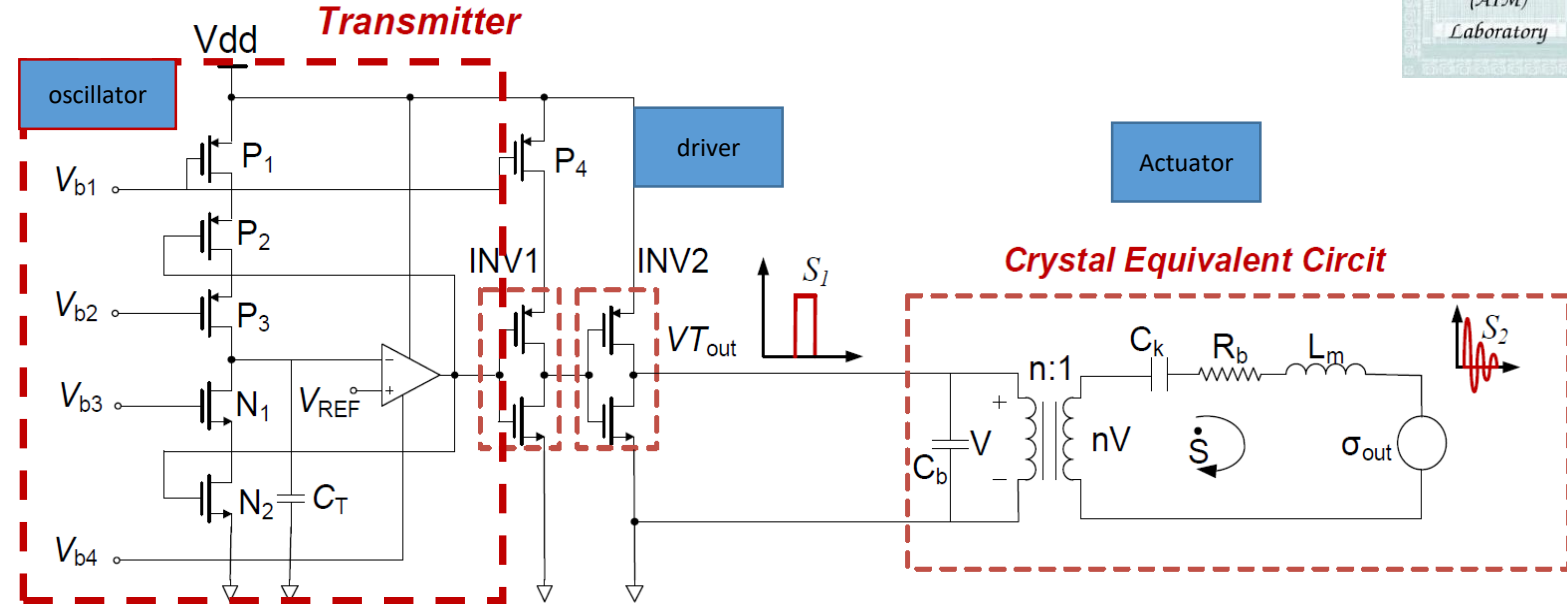 Transmitter
(ATM)
Laboratory
Vdd
oscillator
driver
Actuator
P1
P4
Vb1
P2
INV1
INV2
S1
Crystal Equivalent Circit
Vb2
P3
VTout
S2
Ck
Rb
Lm
n:1
Vb3
N1
VREF
−
+
+
V
−
Cb
nV
Ṡ
σout
N2
CT
Vb4